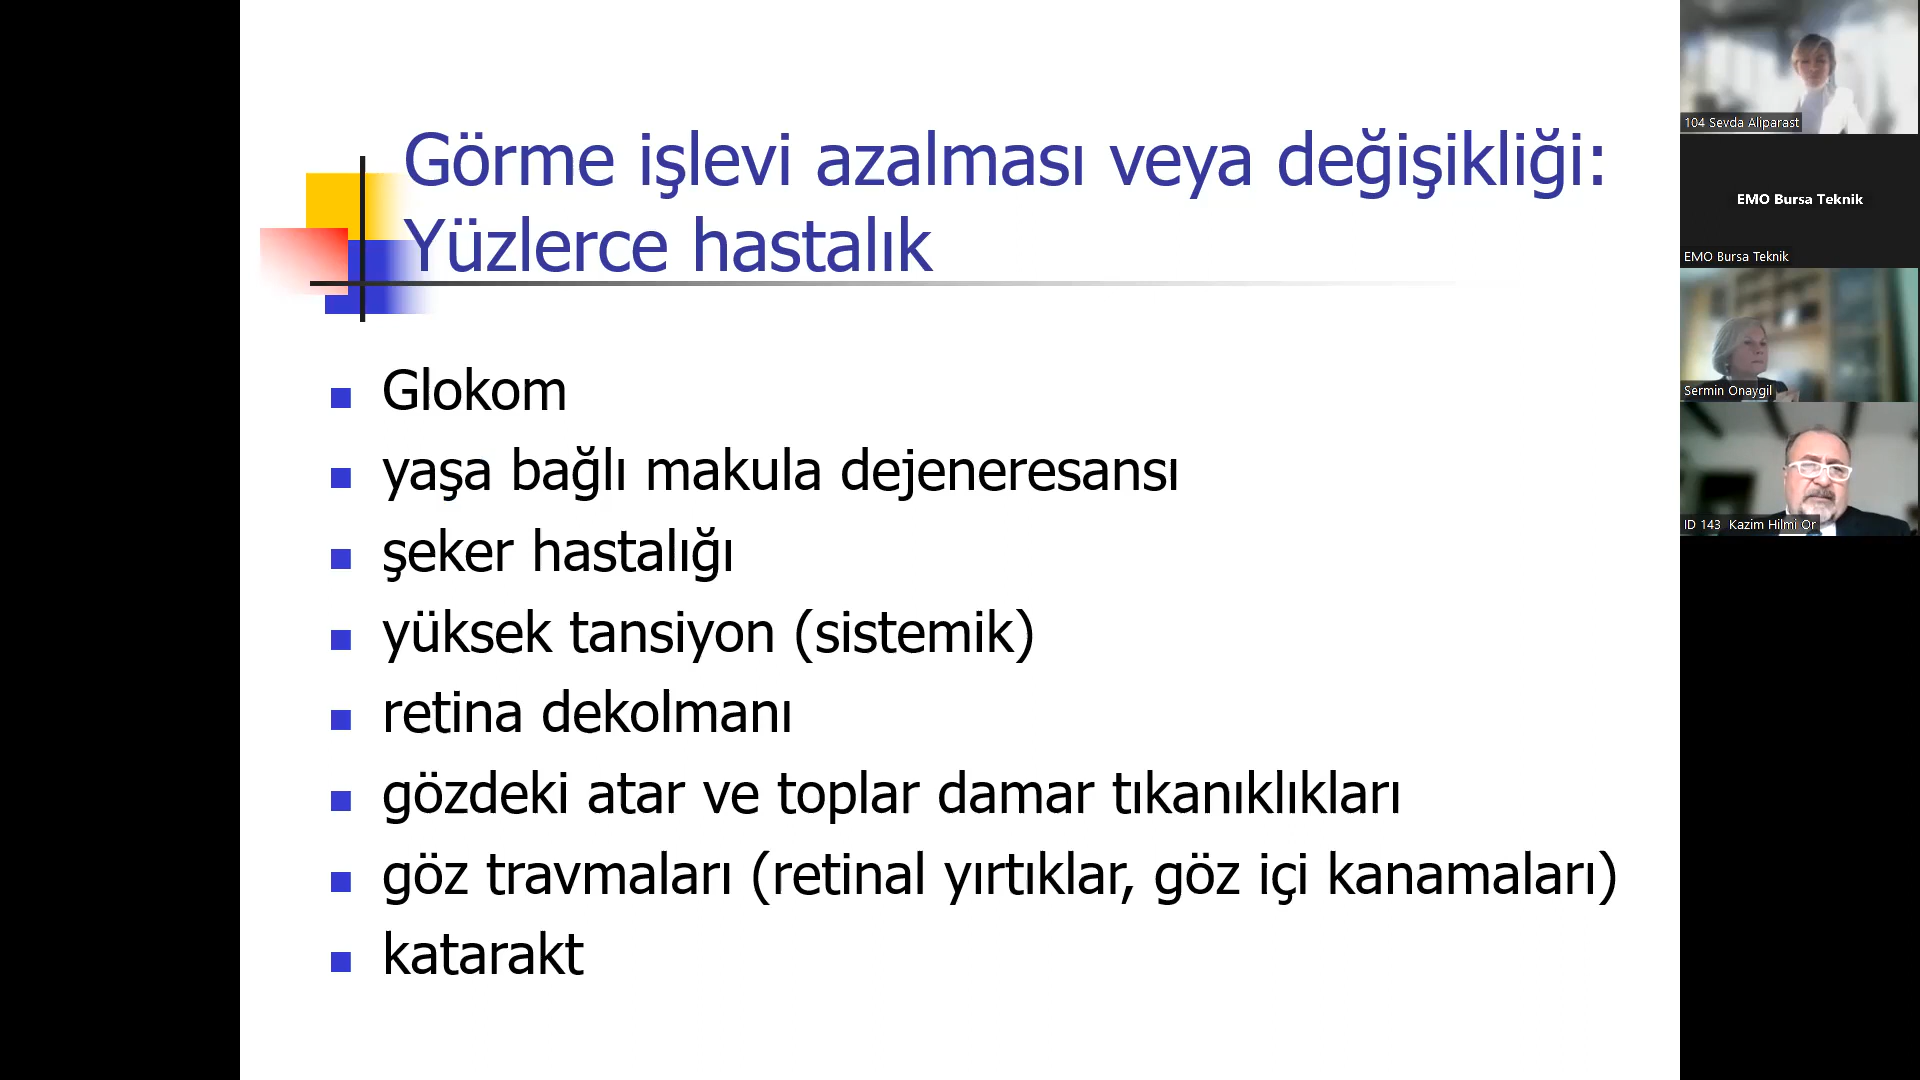 Görme işlevi azalması veya değişikliği:
Yüzlerce hastalık
Glokom
yaşa bağlı makula dejeneresansı
şeker hastalığı
yüksek tansiyon (sistemik)
retina dekolmanı
gözdeki atar ve toplar damar tıkanıklıkları
göz travmaları (retinal yırtıklar, göz içi kanamaları)
katarakt
104 Sevda Aliparast
EMO Bursa Teknik
EMO Bursa Teknik
Sermin Onaygil
ID 143 Kazim Hilmi Or